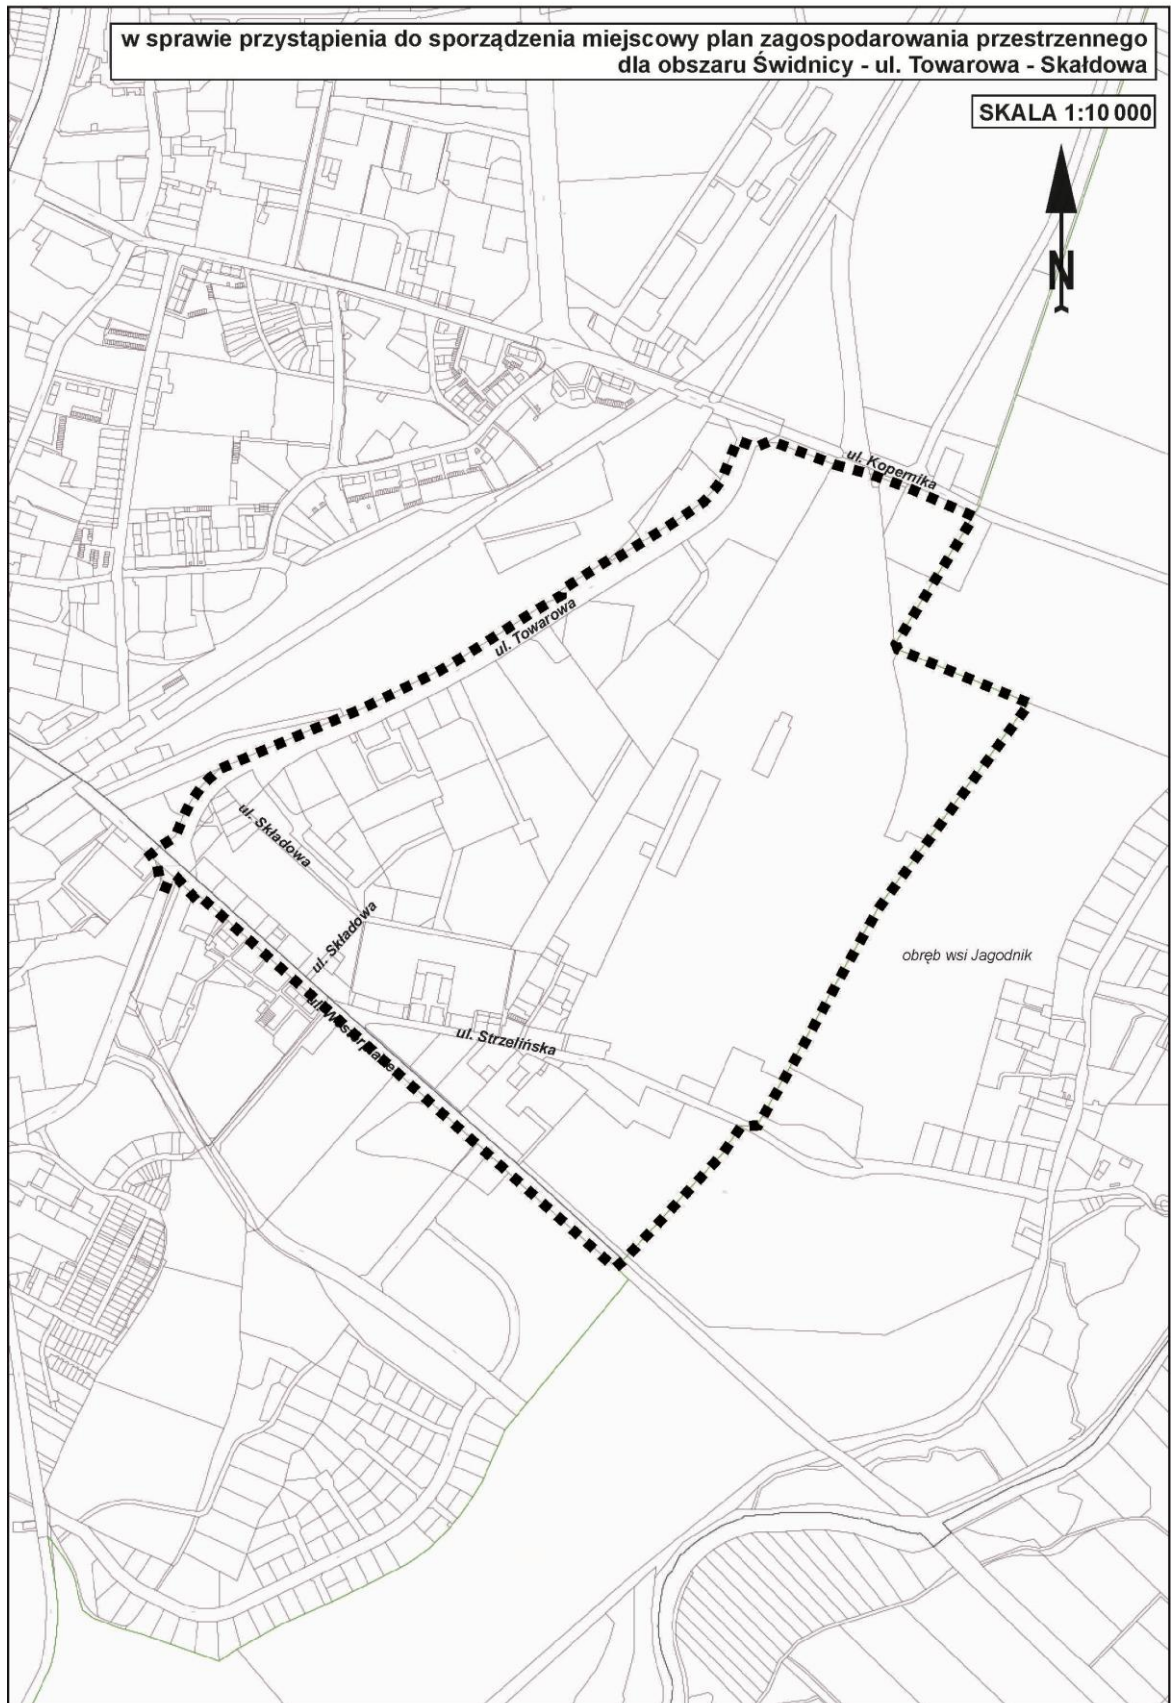 w sprawie przystąpienia do sporządzenia miejscowy plan zagospodarowania przestrzennego
dla obszaru Świdnicy - ul. Towarowa - Skałdowa
SKALA 1:10 000
N
ul. Kopernika
ul. Towarowa
ul. Składowa
ul. Składowa
obręb wsi Jagodnik
ul. Strzelińska
ul.